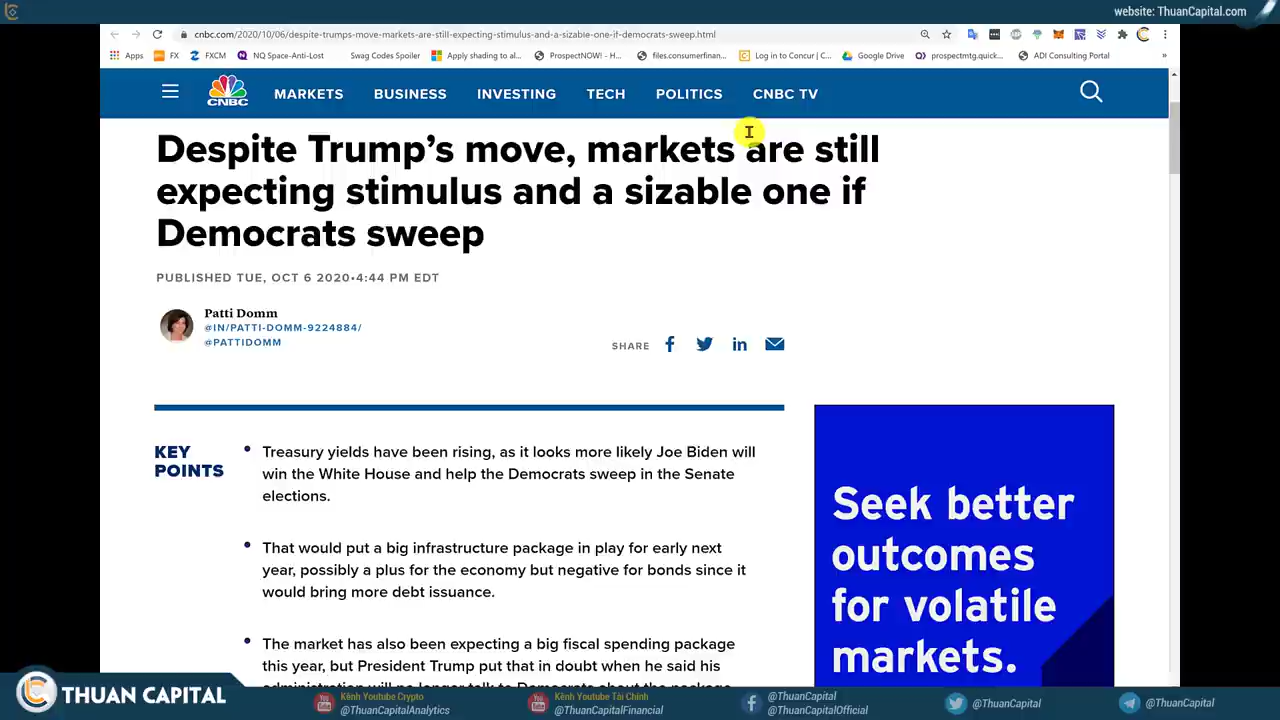 website: ThuanCapital.com
cnbc.com/2020/10/06/despite-trumps-move-markets-are-still-expecting-stimulus-and-a-sizable-one-if-democrats-sweep.html
Apps FX FXCM NQ Space-Anti-Lost Swag Codes Spoiler Apply shading to al... ProspectNOW! - H... files.consumerfinan... Log in to Concur | C... Google Drive prospectmtg.quick... ADI Consulting Portal »
CNBC MARKETS BUSINESS INVESTING TECH POLITICS CNBC TV
Despite Trump’s move, markets are still
expecting stimulus and a sizable one if
Democrats sweep
PUBLISHED TUE, OCT 6 2020•4:44 PM EDT
Patti Domm
@IN/PATTI-DOMM-9224884/
@PATTIDOMM
SHARE
KEY
POINTS
• Treasury yields have been rising, as it looks more likely Joe Biden will
win the White House and help the Democrats sweep in the Senate
elections.
• That would put a big infrastructure package in play for early next
year, possibly a plus for the economy but negative for bonds since it
would bring more debt issuance.
• The market has also been expecting a big fiscal spending package
this year, but President Trump put that in doubt when he said his
Seek better
outcomes
for volatile
markets.
THUAN CAPITAL
Kênh Youtube Crypto
@ThuanCapitalAnalytics
Kênh Youtube Tài Chính
@ThuanCapitalFinancial
@ThuanCapital
@ThuanCapitalOfficial
@ThuanCapital
@ThuanCapital